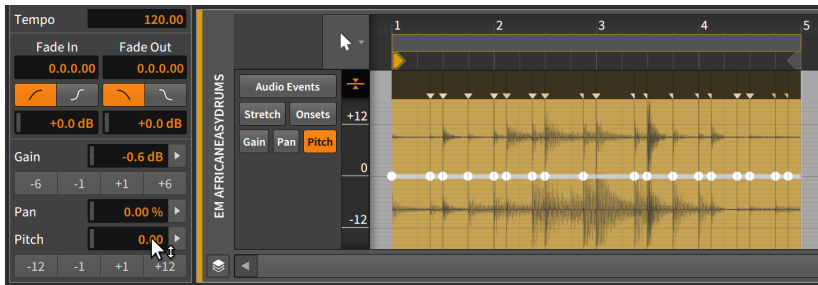 Tempo 120.00
Fade In Fade Out
0.0.0.00 0.0.0.00
+0.0 dB +0.0 dB
Gain -0.6 dB
-6 -1 +1 +6
Pan 0.00 %
Pitch 0.00
-12 -1 +1 +12
EM AFRICANEASYDRUMS
1 2 3 4 5
Audio Events
Stretch Onsets
Gain Pan Pitch
+12
0
-12